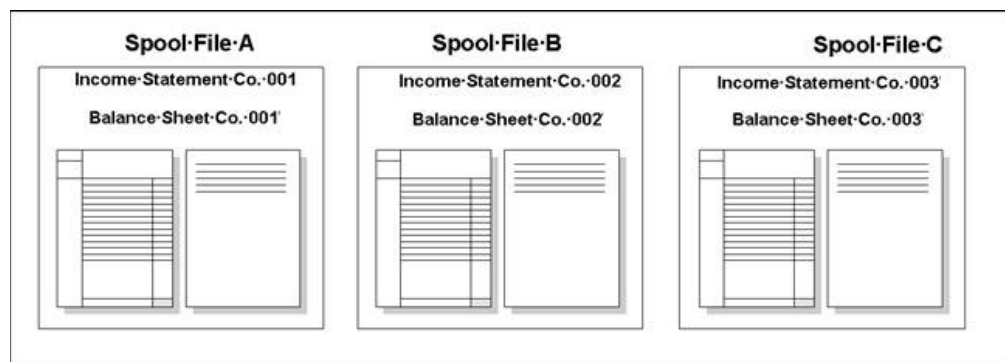 Spool·File·A
Income·Statement·Co.·001
Balance·Sheet·Co.·001
Spool·File·B
Income·Statement·Co.·002
Balance·Sheet·Co.·002
Spool·File·C
Income·Statement·Co.·003
Balance·Sheet·Co.·003